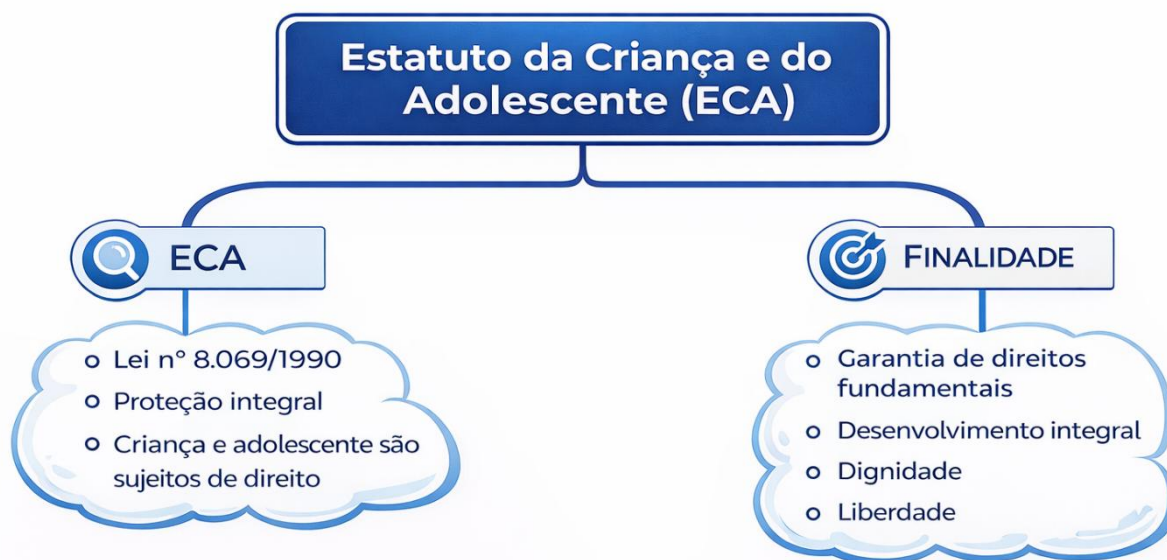 Estatuto da Criança e do
Adolescente (ECA)
ECA
Lei nº 8.069/1990
Proteção integral
Criança e adolescente são
sujeitos de direito
FINALIDADE
Garantia de direitos
fundamentais
Desenvolvimento integral
Dignidade
Liberdade